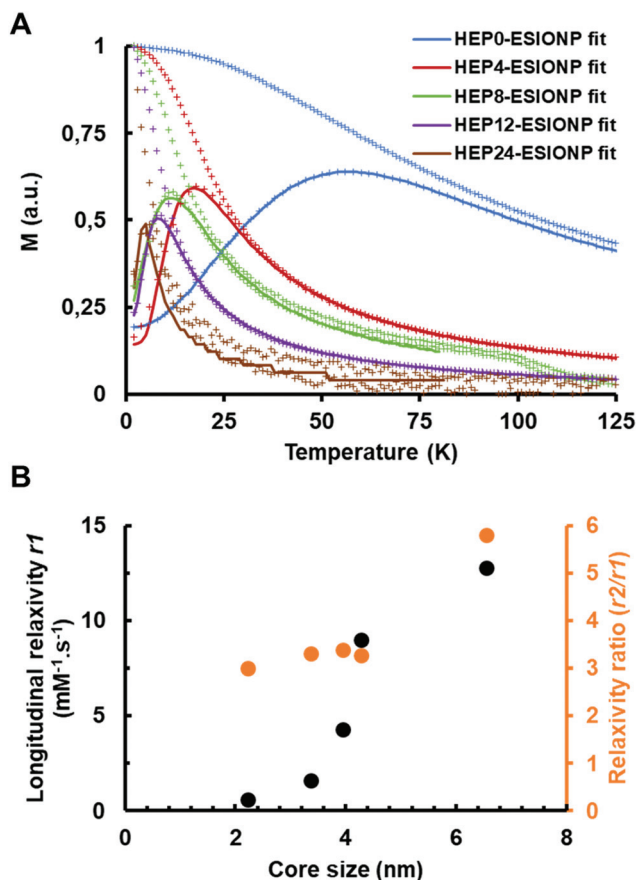 A
HEP0-ESIONP fit
HEP4-ESIONP fit
HEP8-ESIONP fit
HEP12-ESIONP fit
HEP24-ESIONP fit
M (a.u.)
1
0,75
0,5
0,25
0
0 25 50 75 100 125
Temperature (K)
B
Longitudinal relaxivity r1
(mM-1.s-1)
15
10
5
0
6
5
4
3
2
1
0
Relaxivity ratio (r2/r1)
0 2 4 6 8
Core size (nm)